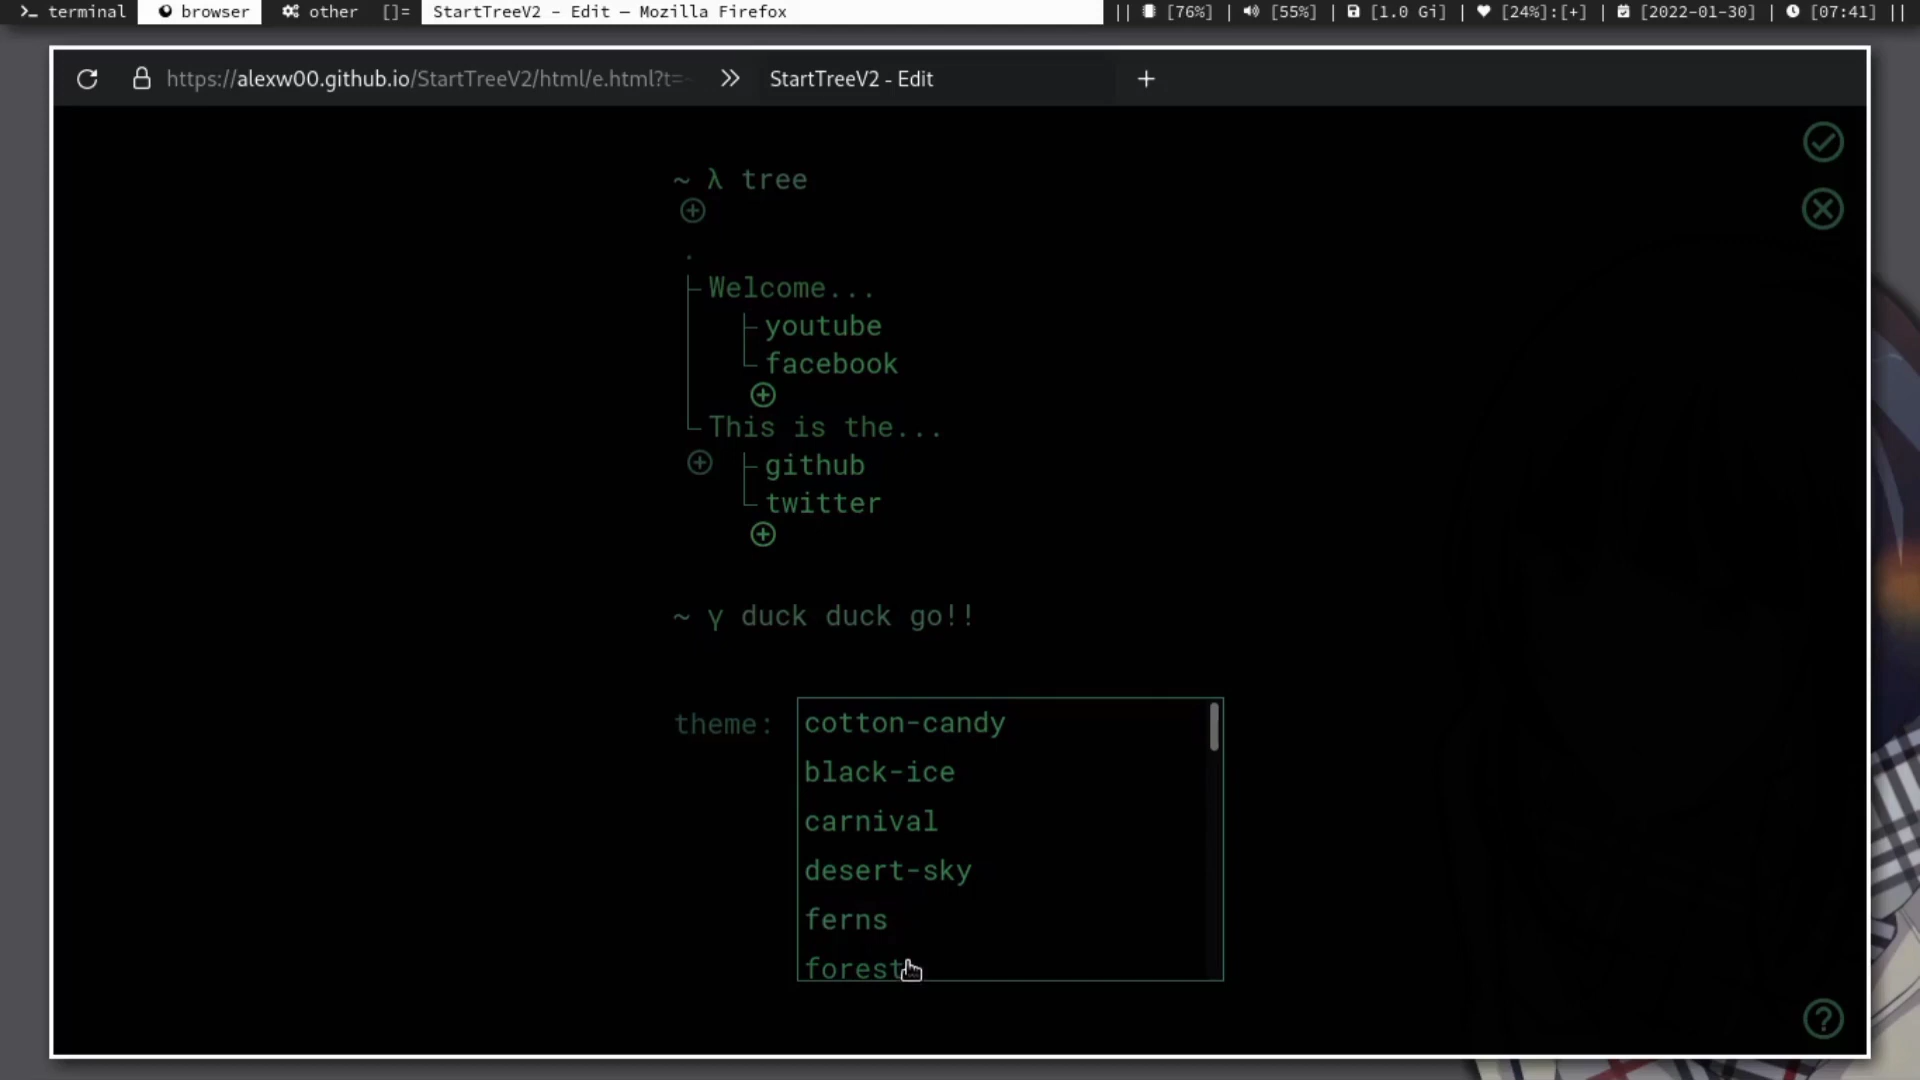 terminal browser other []= StartTreeV2 - Edit — Mozilla Firefox || [76%] | [55%] | [1.0 Gi] | [24%]:[+] | [2022-01-30] | [07:41] ||
https://alexw00.github.io/StartTreeV2/html/e.html?t=~ StartTreeV2 - Edit
~ λ tree
.
Welcome...
youtube
facebook
This is the...
github
twitter
~ γ duck duck go!!
theme: cotton-candy
black-ice
carnival
desert-sky
ferns
forest